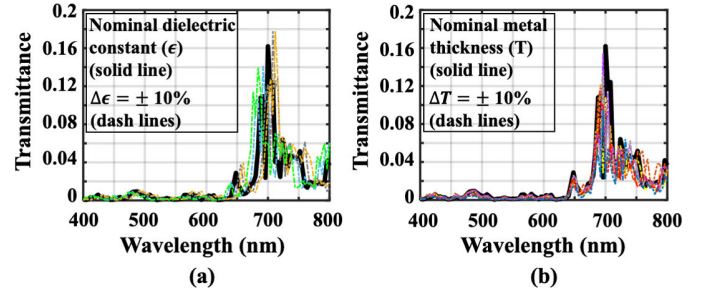 0.2
0.16
0.12
0.08
0.04
0
Transmittance
Nominal dielectric
constant (ϵ)
(solid line)
Δϵ = ± 10%
(dash lines)
400 500 600 700 800
Wavelength (nm)
(a)
0.2
0.16
0.12
0.08
0.04
0
Transmittance
Nominal metal
thickness (T)
(solid line)
ΔT = ± 10%
(dash lines)
400 500 600 700 800
Wavelength (nm)
(b)